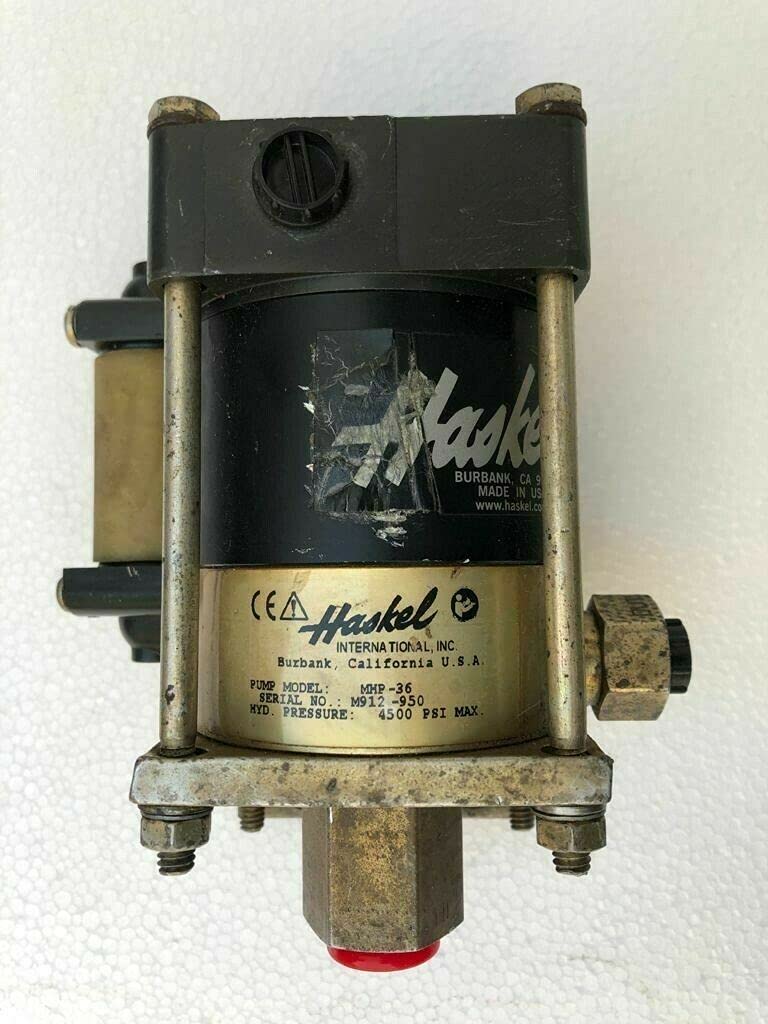 Haske
BURBANK, CA 9
MADE IN US
www.haskel.co
CE Haskel
INTERNATIONAL, INC.
Burbank, California U.S.A.
PUMP MODEL: MHP-36
SERIAL NO.: M912-950
HYD. PRESSURE: 4500 PSI MAX.